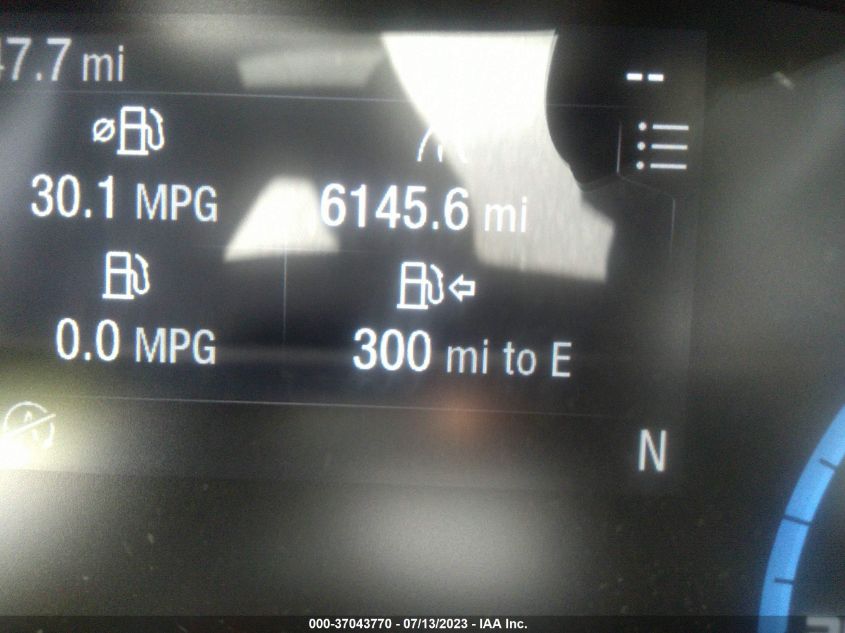 7.7 mi
--
30.1 MPG
6145.6 mi
0.0 MPG
300 mi to E
N
000-37043770 - 07/13/2023 - IAA Inc.